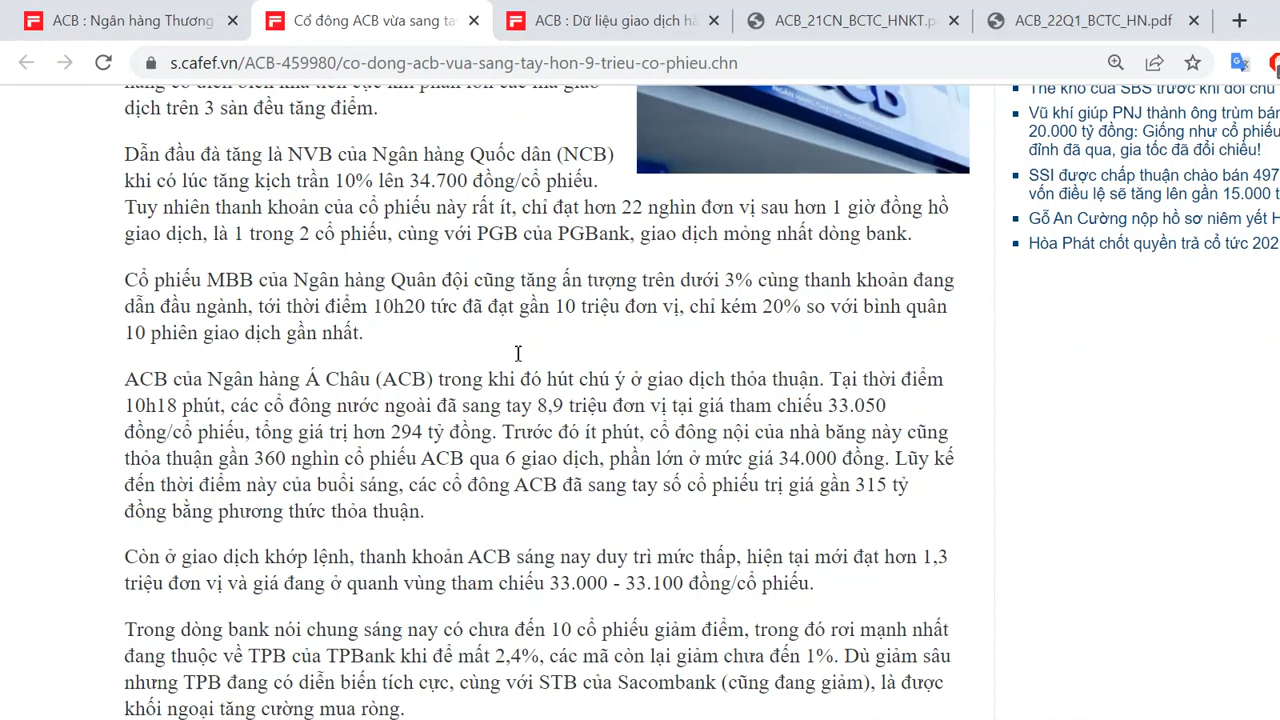 ACB : Ngân hàng Thương
Cổ đông ACB vừa sang tay
ACB : Dữ liệu giao dịch
ACB_21CN_BCTC_HNKT.p
ACB_22Q1_BCTC_HN.pdf
s.cafef.vn/ACB-459980/co-dong-acb-vua-sang-tay-hon-9-trieu-co-phieu.chn
dịch trên 3 sàn đều tăng điểm.
Dẫn đầu đà tăng là NVB của Ngân hàng Quốc dân (NCB)
khi có lúc tăng kịch trần 10% lên 34.700 đồng/cổ phiếu.
Tuy nhiên thanh khoản của cổ phiếu này rất ít, chỉ đạt hơn 22 nghìn đơn vị sau hơn 1 giờ đồng hồ
giao dịch, là 1 trong 2 cổ phiếu, cùng với PGB của PGBank, giao dịch mỏng nhất dòng bank.
Cổ phiếu MBB của Ngân hàng Quân đội cũng tăng ấn tượng trên dưới 3% cùng thanh khoản đang
dẫn đầu ngành, tới thời điểm 10h20 tức đã đạt gần 10 triệu đơn vị, chỉ kém 20% so với bình quân
10 phiên giao dịch gần nhất.
ACB của Ngân hàng Á Châu (ACB) trong khi đó hút chú ý ở giao dịch thỏa thuận. Tại thời điểm
10h18 phút, các cổ đông nước ngoài đã sang tay 8,9 triệu đơn vị tại giá tham chiếu 33.050
đồng/cổ phiếu, tổng giá trị hơn 294 tỷ đồng. Trước đó ít phút, cổ đông nội của nhà băng này cũng
thỏa thuận gần 360 nghìn cổ phiếu ACB qua 6 giao dịch, phần lớn ở mức giá 34.000 đồng. Lũy kế
đến thời điểm này của buổi sáng, các cổ đông ACB đã sang tay số cổ phiếu trị giá gần 315 tỷ
đồng bằng phương thức thỏa thuận.
Còn ở giao dịch khớp lệnh, thanh khoản ACB sáng nay duy trì mức thấp, hiện tại mới đạt hơn 1,3
triệu đơn vị và giá đang ở quanh vùng tham chiếu 33.000 - 33.100 đồng/cổ phiếu.
Trong dòng bank nói chung sáng nay có chưa đến 10 cổ phiếu giảm điểm, trong đó rơi mạnh nhất
đang thuộc về TPB của TPBank khi để mất 2,4%, các mã còn lại giảm chưa đến 1%. Dù giảm sâu
nhưng TPB đang có diễn biến tích cực, cùng với STB của Sacombank (cũng đang giảm), là được
khối ngoại tăng cường mua ròng.
Thế khó của SBS trước khi đổi chủ
Vũ khí giúp PNJ thành ông trùm bán
20.000 tỷ đồng: Giống như cổ phiếu
đỉnh đã qua, gia tốc đã đổi chiều!
SSI được chấp thuận chào bán 497
vốn điều lệ sẽ tăng lên gần 15.000 t
Gỗ An Cường nộp hồ sơ niêm yết H
Hòa Phát chốt quyền trả cổ tức 202